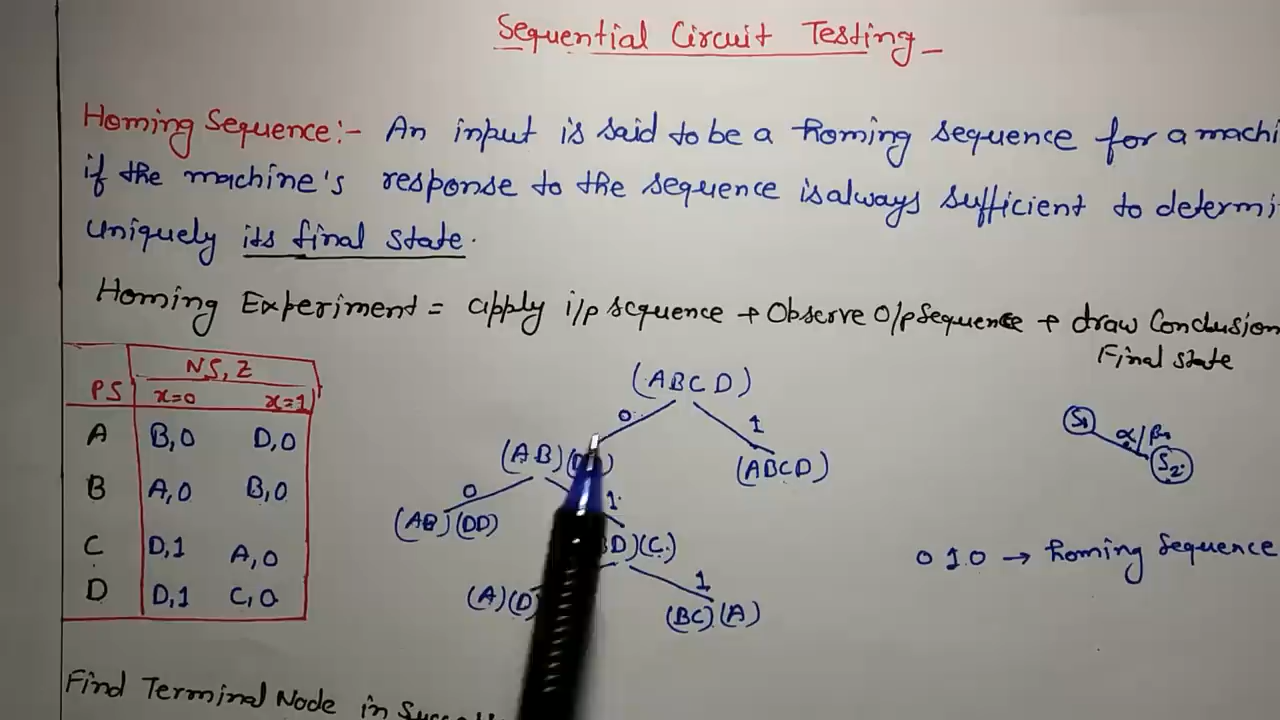 Sequential Circuit Testing
Homing Sequence:- An input is said to be a homing sequence for a machi
if the machine's response to the sequence is always sufficient to determi
uniquely its final state.
Homing Experiment = apply i/p sequence + Observe O/p Sequence + draw Conclusion
Final state
NS, Z
PS x=0 x=1
A B,0 D,0
B A,0 B,0
C D,1 A,0
D D,1 C,0
(ABCD)
0 1
(AB) (ABCD)
0 1
(AB)(DD)
D)(C)
1
(A)(D) (BC)(A)
S1
α/β
S2
010 → homing Sequence
Find Terminal Node in